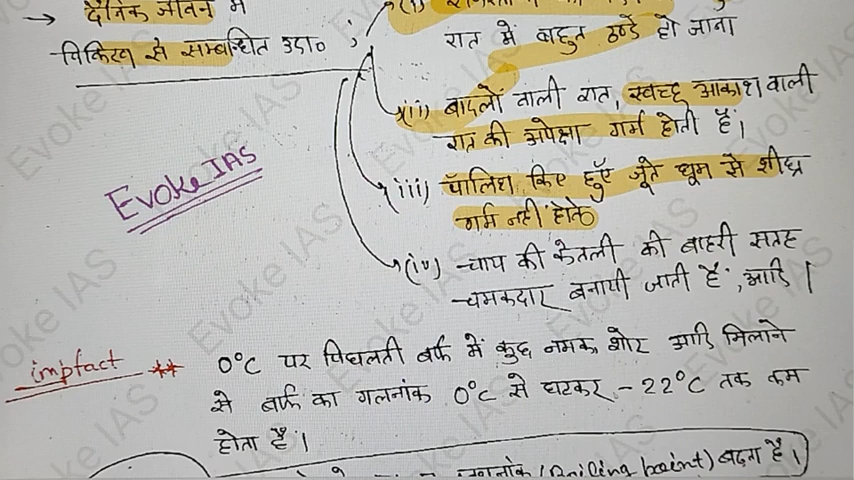 → दैनिक जीवन में
विकिरण से सम्बन्धित उदा० ;
(i)
रात में बहुत ठण्डे हो जाना
(ii) बादलों वाली रात, स्वच्छ आकाश वाली
रात की अपेक्षा गर्म होती है।
Evoke IAS
(iii) पॉलिश किए हुएँ जूते धूम से शीघ्र
गर्म नहीं होते
(iv) चाय की केतली की बाहरी सतह
चमकदार बनायी जाती है, आदि।
impfact ** 0°C पर पिघलती बर्फ में कुछ नमक शोर आदि मिलाने
से बर्फ का गलनांक 0°C से घटकर -22°C तक कम
होता है।
(Boiling point) बढ़ता है।